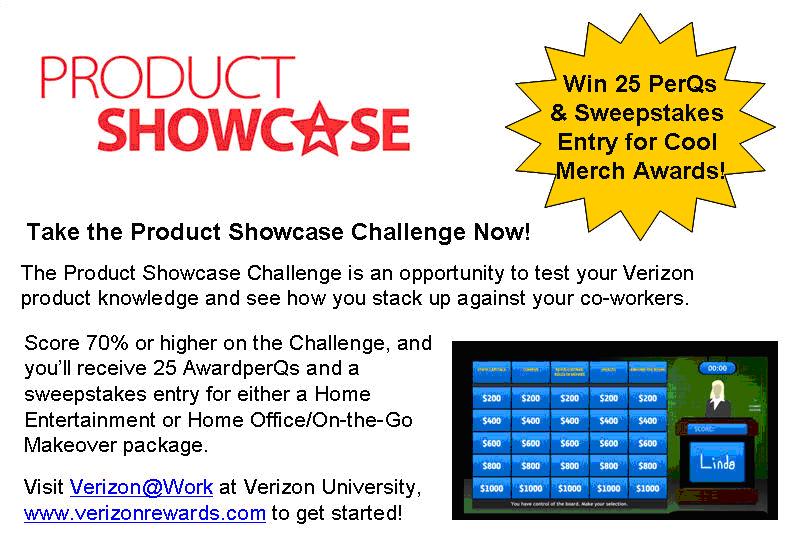 PRODUCT
SHOWCASE
Win 25 PerQs
& Sweepstakes
Entry for Cool
Merch Awards!
Take the Product Showcase Challenge Now!
The Product Showcase Challenge is an opportunity to test your Verizon
product knowledge and see how you stack up against your co-workers.
Score 70% or higher on the Challenge, and
you’ll receive 25 AwardperQs and a
sweepstakes entry for either a Home
Entertainment or Home Office/On-the-Go
Makeover package.
Visit Verizon@Work at Verizon University,
www.verizonrewards.com to get started!
STATE CAPITALS
00:00
$200 $200 $200 $200 $200
$400 $400 $400 $400 $400
$600 $600 $600 $600 $600
$800 $800 $800 $800 $800
$1000 $1000 $1000 $1000 $1000
SCORE:
Linda
You have control of the board. Make your selection.